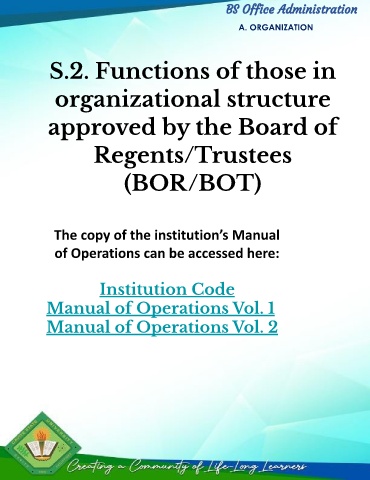 BS Office Administration
A. ORGANIZATION
S.2. Functions of those in
organizational structure
approved by the Board of
Regents/Trustees
(BOR/BOT)
The copy of the institution's Manual
of Operations can be accessed here:
Institution Code
Manual of Operations Vol. 1
Manual of Operations Vol. 2
Creating a Community of Life-Long Learners